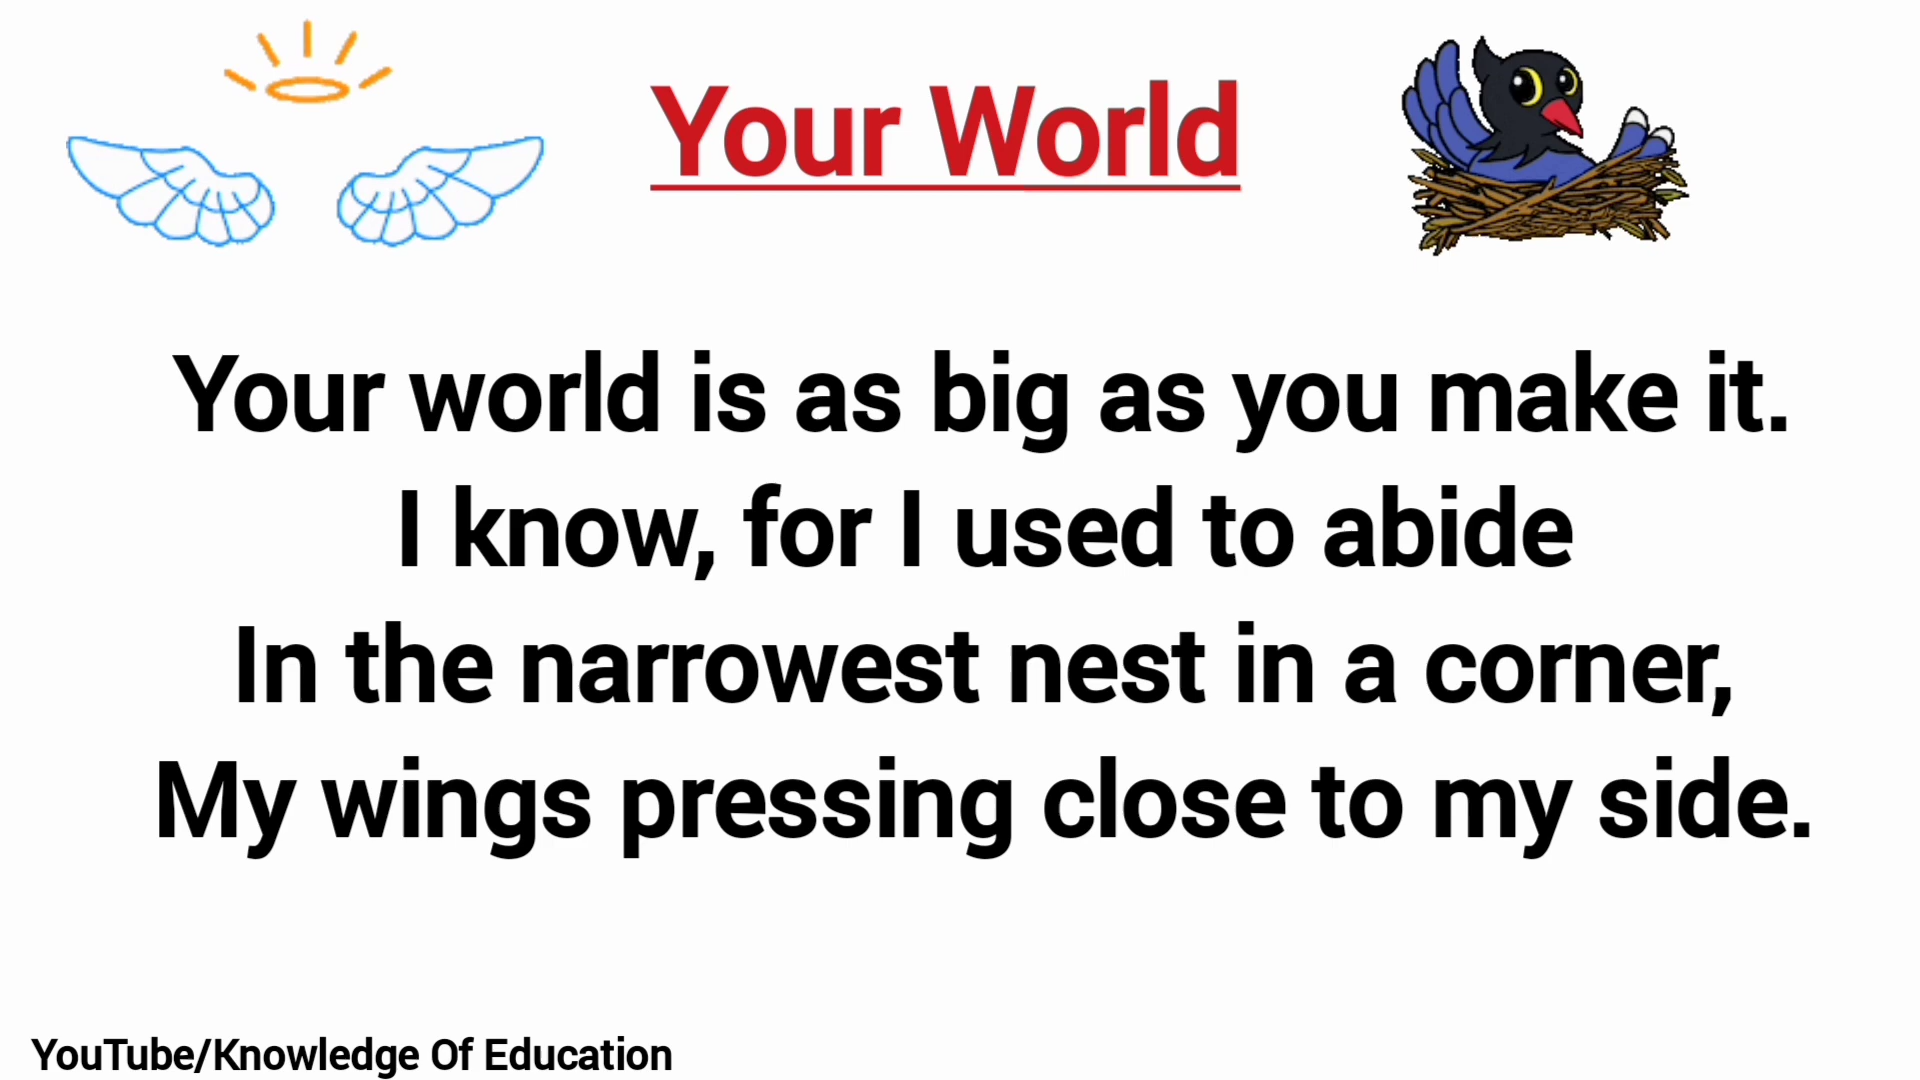 Your World
Your world is as big as you make it.
I know, for I used to abide
In the narrowest nest in a corner,
My wings pressing close to my side.
YouTube/Knowledge Of Education